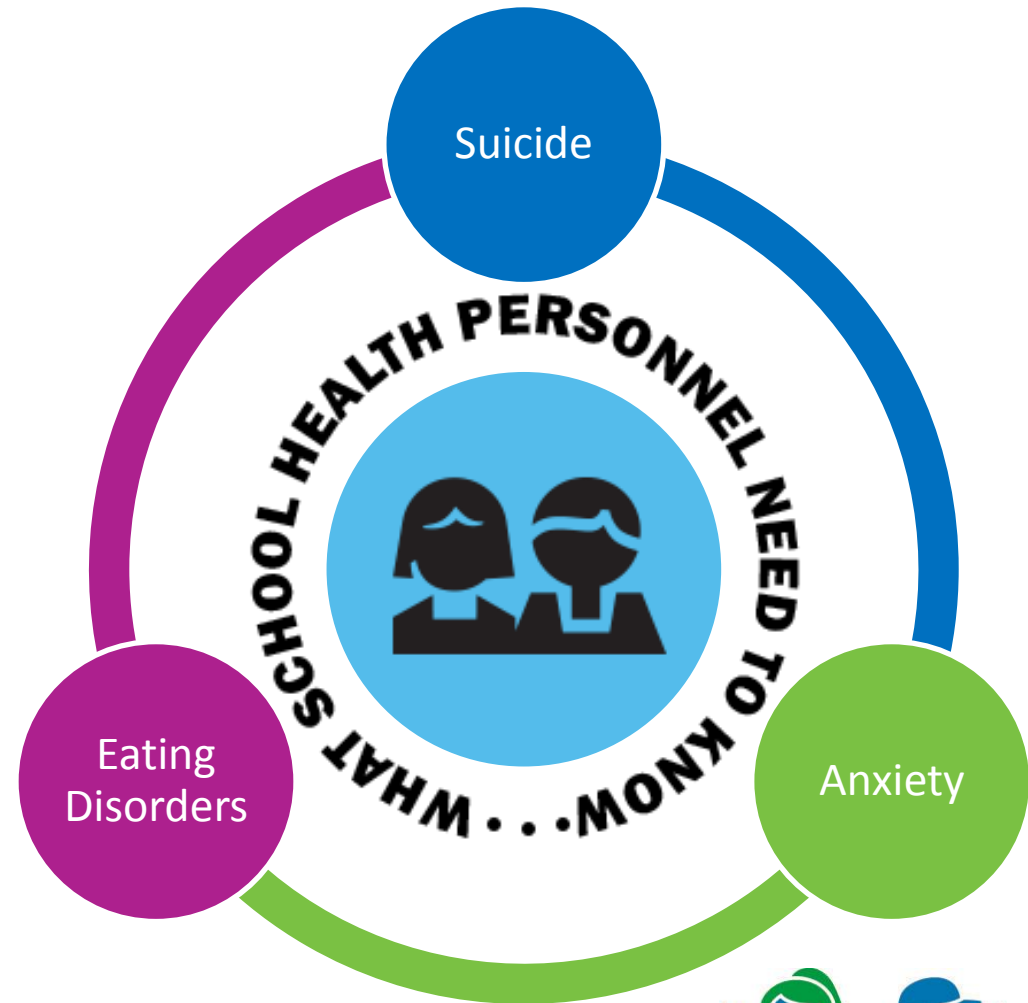 Suicide
WHAT SCHOOL HEALTH PERSONNEL NEED TO KNOW...
Eating
Disorders
Anxiety